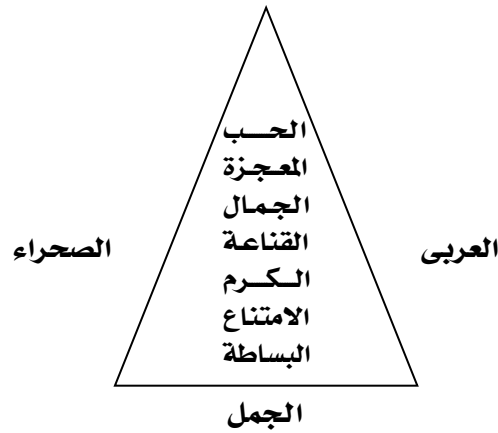 الحب
المعجزة
الجمال
القناعة
الكرم
الامتناع
البساطة
العربى
الصحراء
الجمل